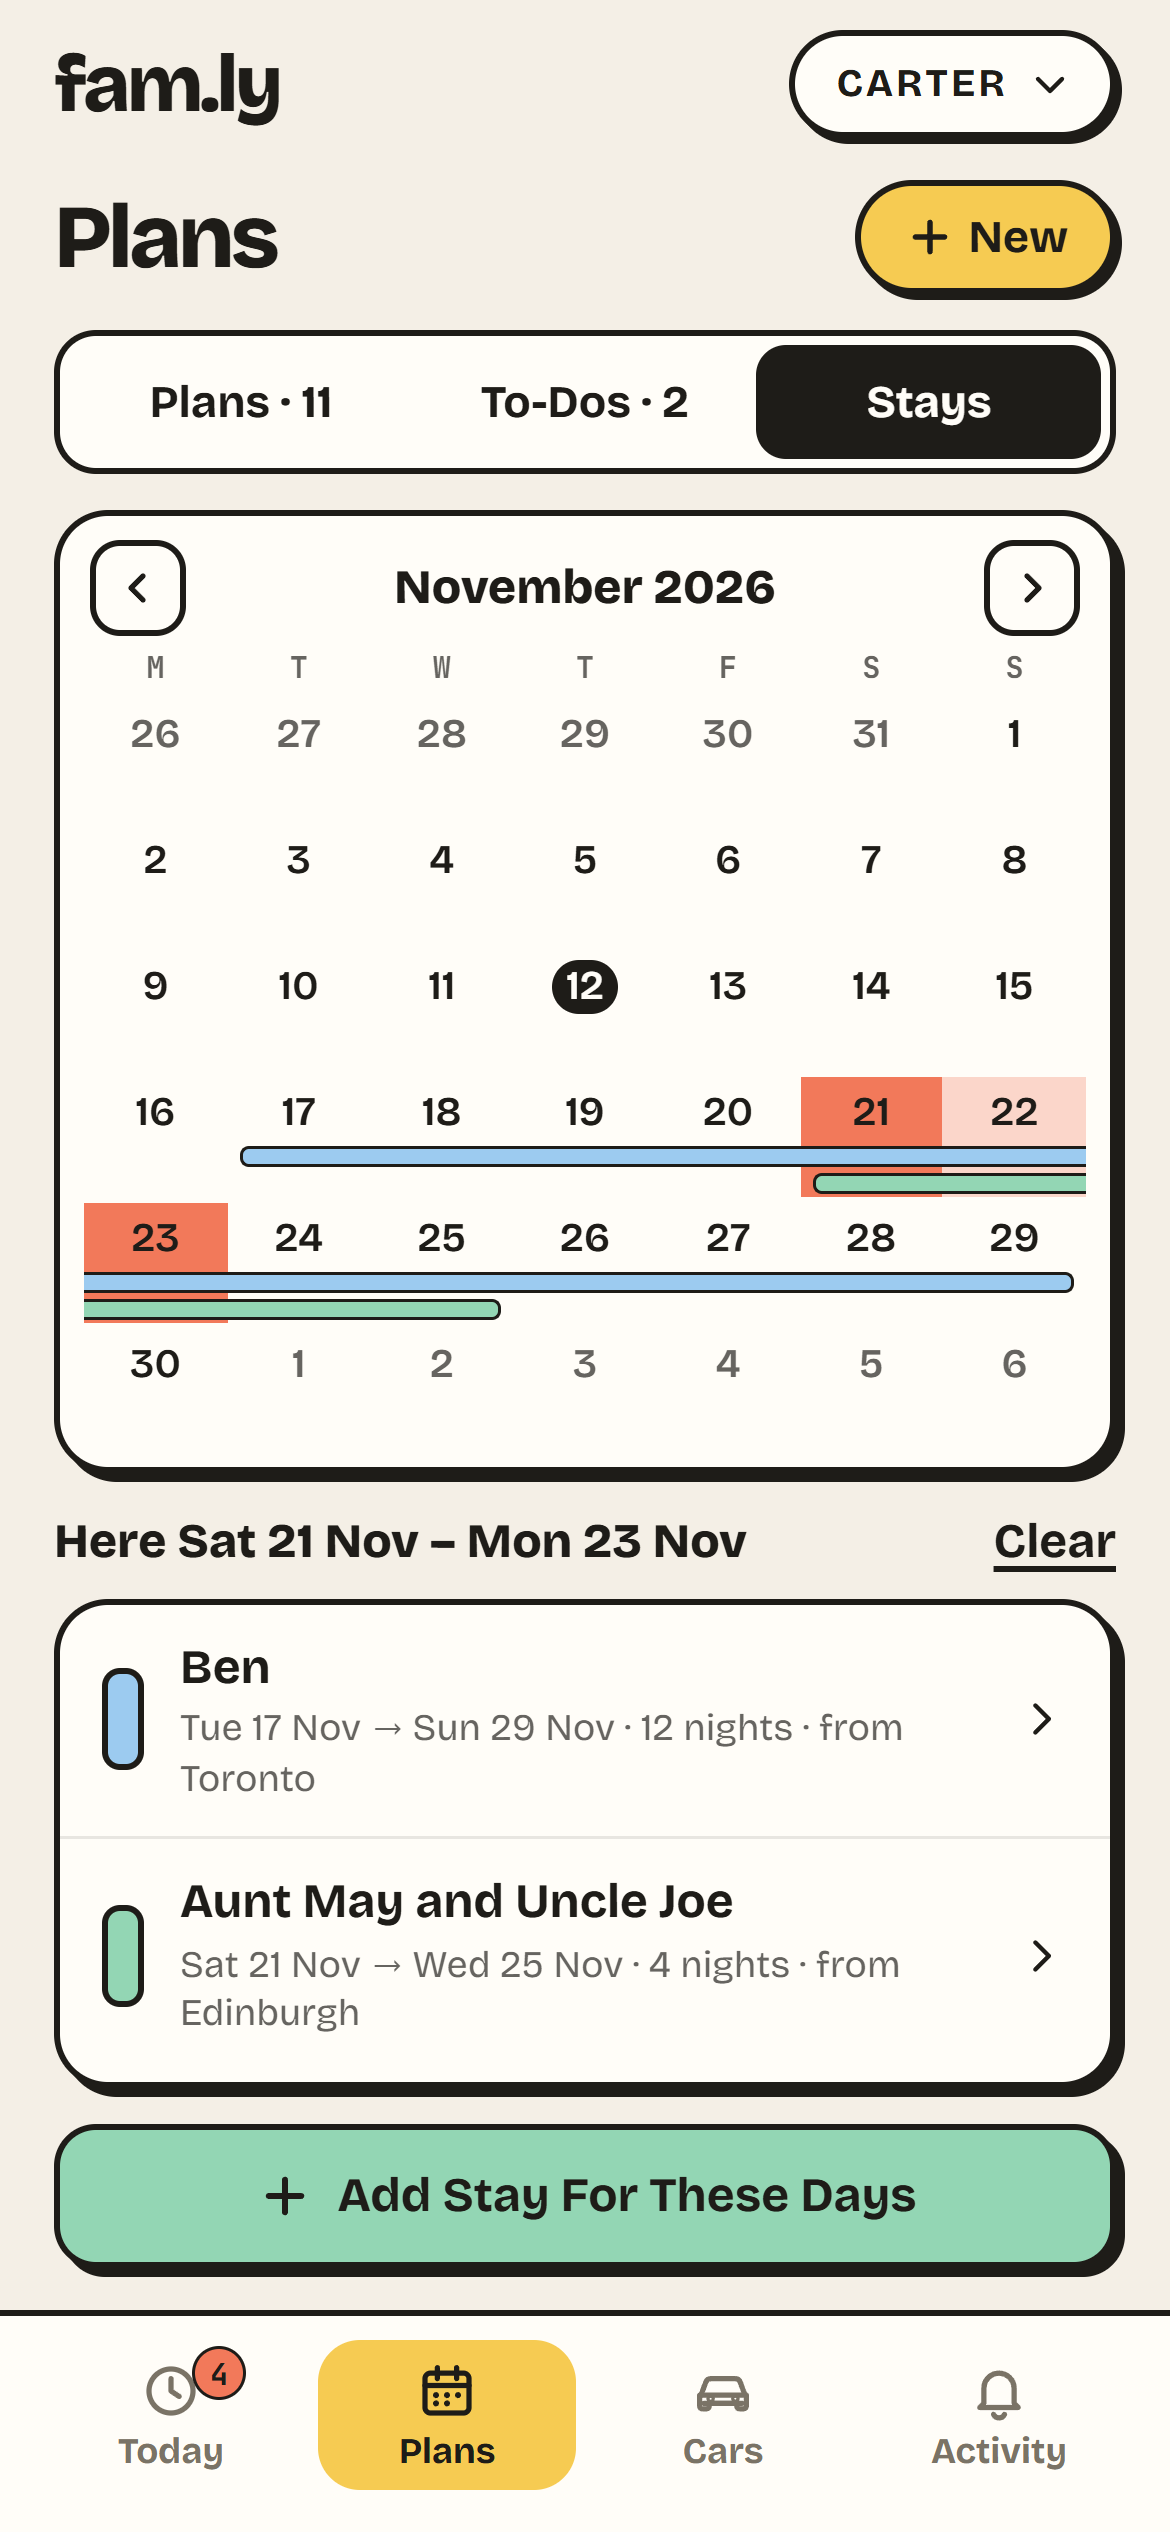 fam.ly
CARTER
Plans
+ New
Plans · 11
To-Dos · 2
Stays
November 2026
M T W T F S S
26 27 28 29 30 31 1
2 3 4 5 6 7 8
9 10 11 12 13 14 15
16 17 18 19 20 21 22
23 24 25 26 27 28 29
30 1 2 3 4 5 6
Here Sat 21 Nov – Mon 23 Nov
Clear
Ben
Tue 17 Nov → Sun 29 Nov · 12 nights · from
Toronto
Aunt May and Uncle Joe
Sat 21 Nov → Wed 25 Nov · 4 nights · from
Edinburgh
+ Add Stay For These Days
4
Today
Plans
Cars
Activity